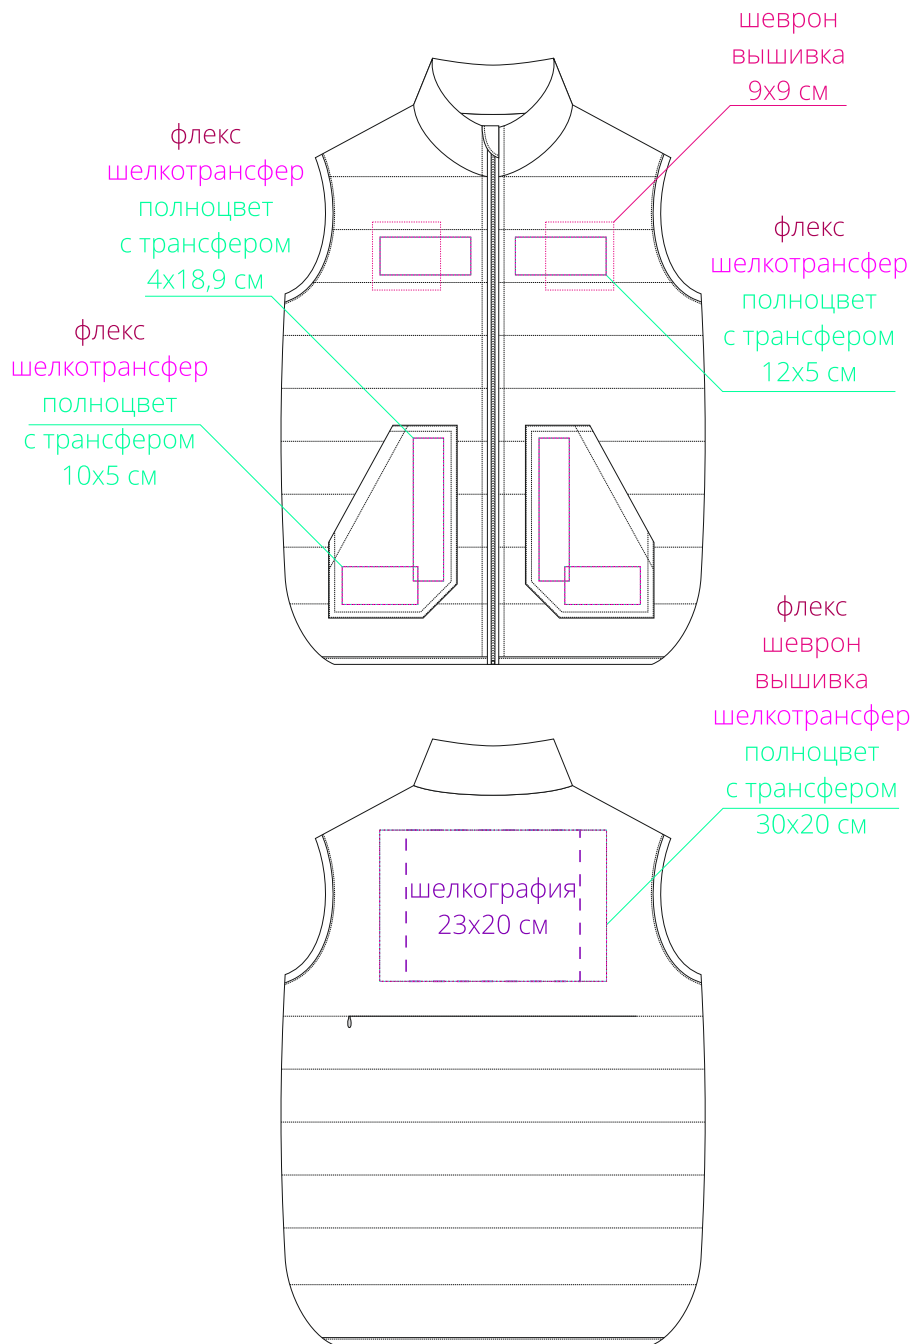 шеврон
вышивка
9х9 см
флекс
шелкотрансфер
полноцвет
с трансфером
4х18,9 см
флекс
шелкотрансфер
полноцвет
с трансфером
12х5 см
флекс
шелкотрансфер
полноцвет
с трансфером
10х5 см
флекс
шеврон
вышивка
шелкотрансфер
полноцвет
с трансфером
30х20 см
шелкография
23х20 см